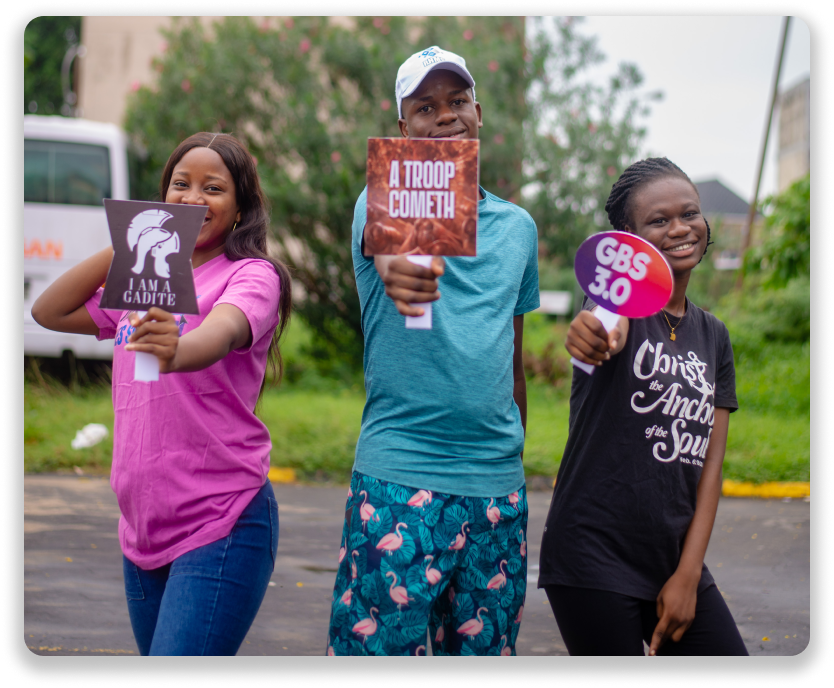 I AM A
GADITE
A TROOP
COMETH
GBS
3.0
Christ
the
Anchor
of the
Soul